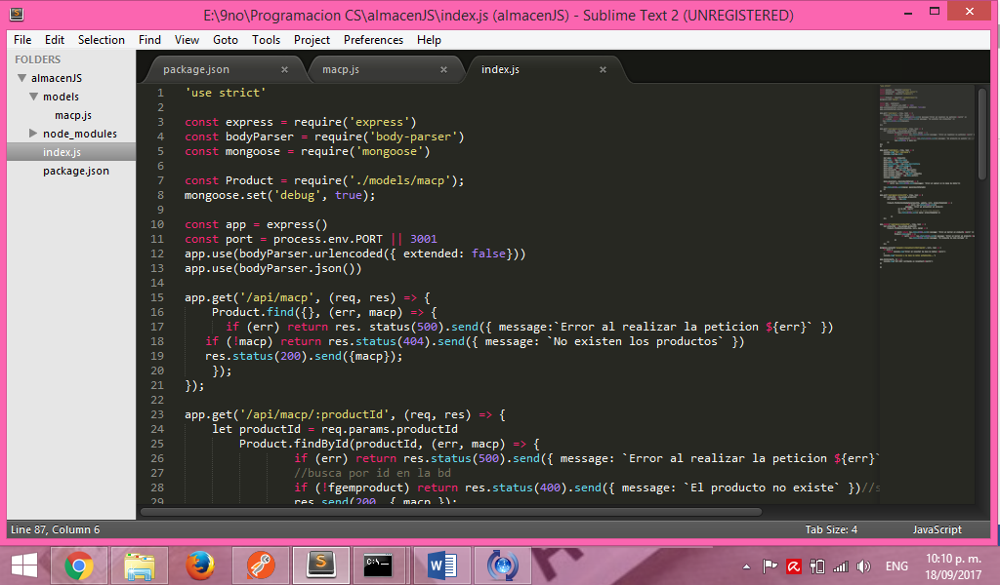 E:\9no\Programacion CS\almacenJS\index.js (almacenJS) - Sublime Text 2 (UNREGISTERED)
File Edit Selection Find View Goto Tools Project Preferences Help
FOLDERS
almacenJS
models
macp.js
node_modules
index.js
package.json
package.json × macp.js × index.js ×
1 'use strict'
2
3 const express = require('express')
4 const bodyParser = require('body-parser')
5 const mongoose = require('mongoose')
6
7 const Product = require('./models/macp');
8 mongoose.set('debug', true);
9
10 const app = express()
11 const port = process.env.PORT || 3001
12 app.use(bodyParser.urlencoded({ extended: false}))
13 app.use(bodyParser.json())
14
15 app.get('/api/macp', (req, res) => {
16 Product.find({}, (err, macp) => {
17 if (err) return res. status(500).send({ message:`Error al realizar la peticion ${err}` })
18 if (!macp) return res.status(404).send({ message: `No existen los productos` })
19 res.status(200).send({macp});
20 });
21 });
22
23 app.get('/api/macp/:productId', (req, res) => {
24 let productId = req.params.productId
25 Product.findById(productId, (err, macp) => {
26 if (err) return res.status(500).send({ message: `Error al realizar la peticion ${err}`
27 //busca por id en la bd
28 if (!fgemproduct) return res.status(400).send({ message: `El producto no existe` })//s
29 res.send(200, { macp });
Line 87, Column 6 Tab Size: 4 JavaScript
C:\_
S
W
ENG
10:10 p. m.
18/09/2017